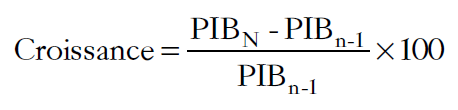 Croissance = (PIB_N - PIB_n-1) / PIB_n-1 × 100